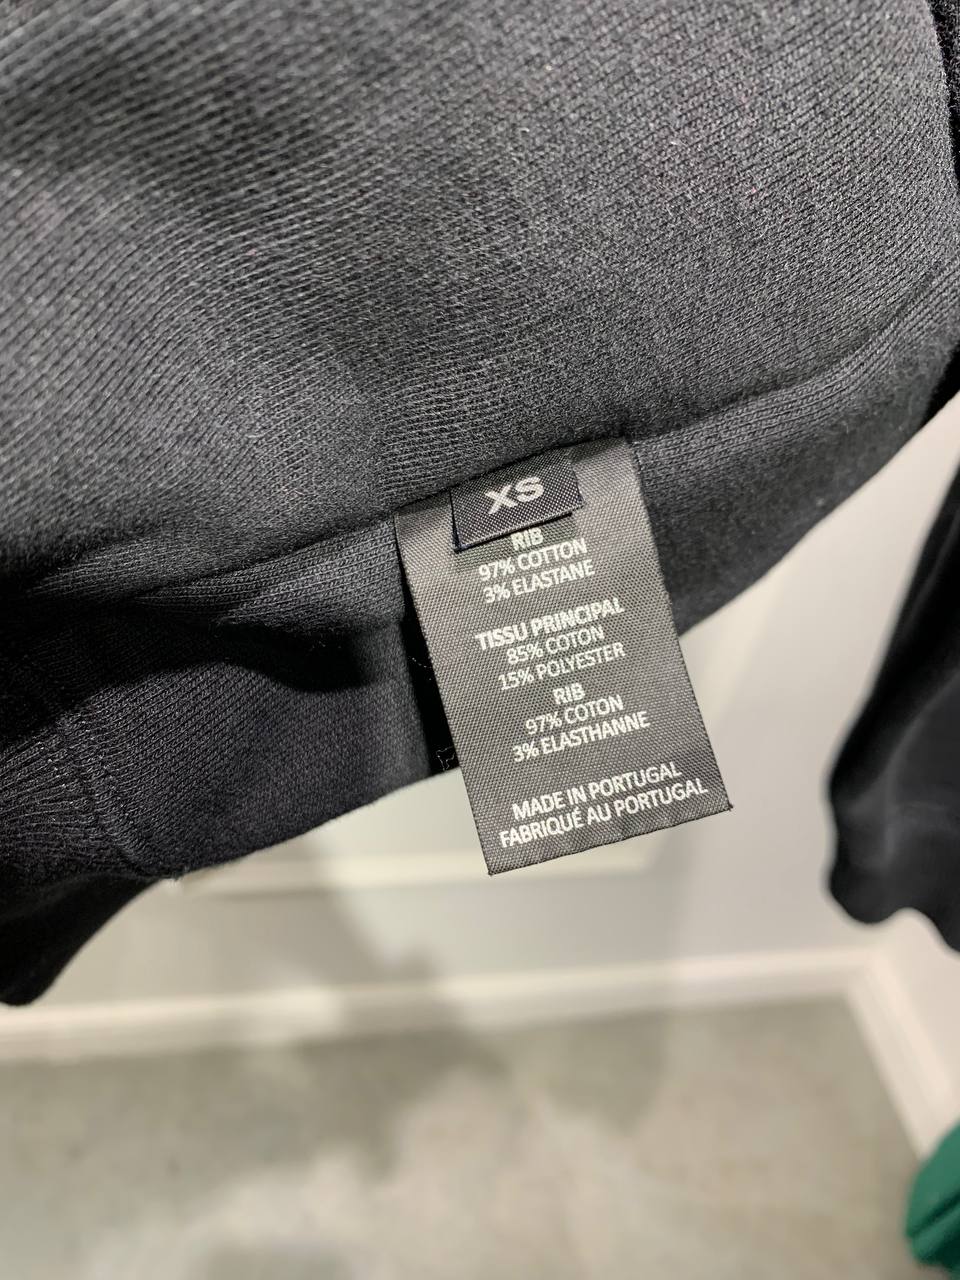 XS
RIB
97% COTTON
3% ELASTANE
TISSU PRINCIPAL
85% COTON
15% POLYESTER
RIB
97% COTON
3% ELASTHANNE
MADE IN PORTUGAL
FABRIQUÉ AU PORTUGAL